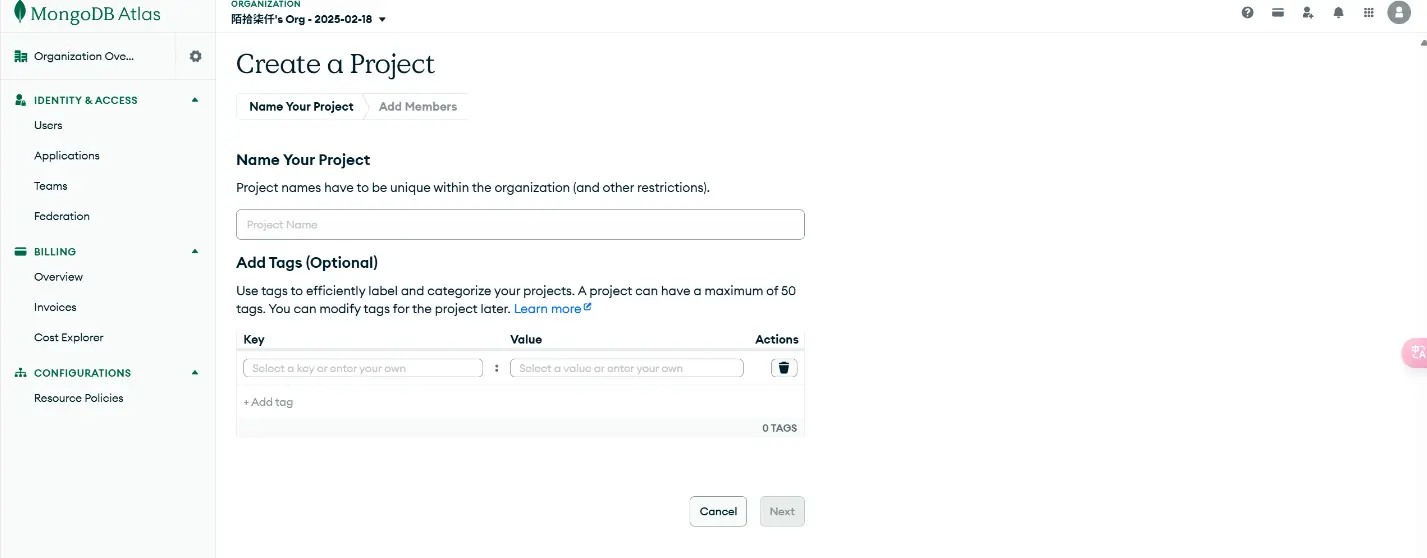 MongoDB Atlas
ORGANIZATION
陌拾柒仟's Org - 2025-02-18
Organization Ove...
IDENTITY & ACCESS
Users
Applications
Teams
Federation
BILLING
Overview
Invoices
Cost Explorer
CONFIGURATIONS
Resource Policies
Create a Project
Name Your Project
Add Members
Name Your Project
Project names have to be unique within the organization (and other restrictions).
Project Name
Add Tags (Optional)
Use tags to efficiently label and categorize your projects. A project can have a maximum of 50
tags. You can modify tags for the project later. Learn more
Key Value Actions
Select a key or enter your own : Select a value or enter your own
+ Add tag
0 TAGS
Cancel Next
中A